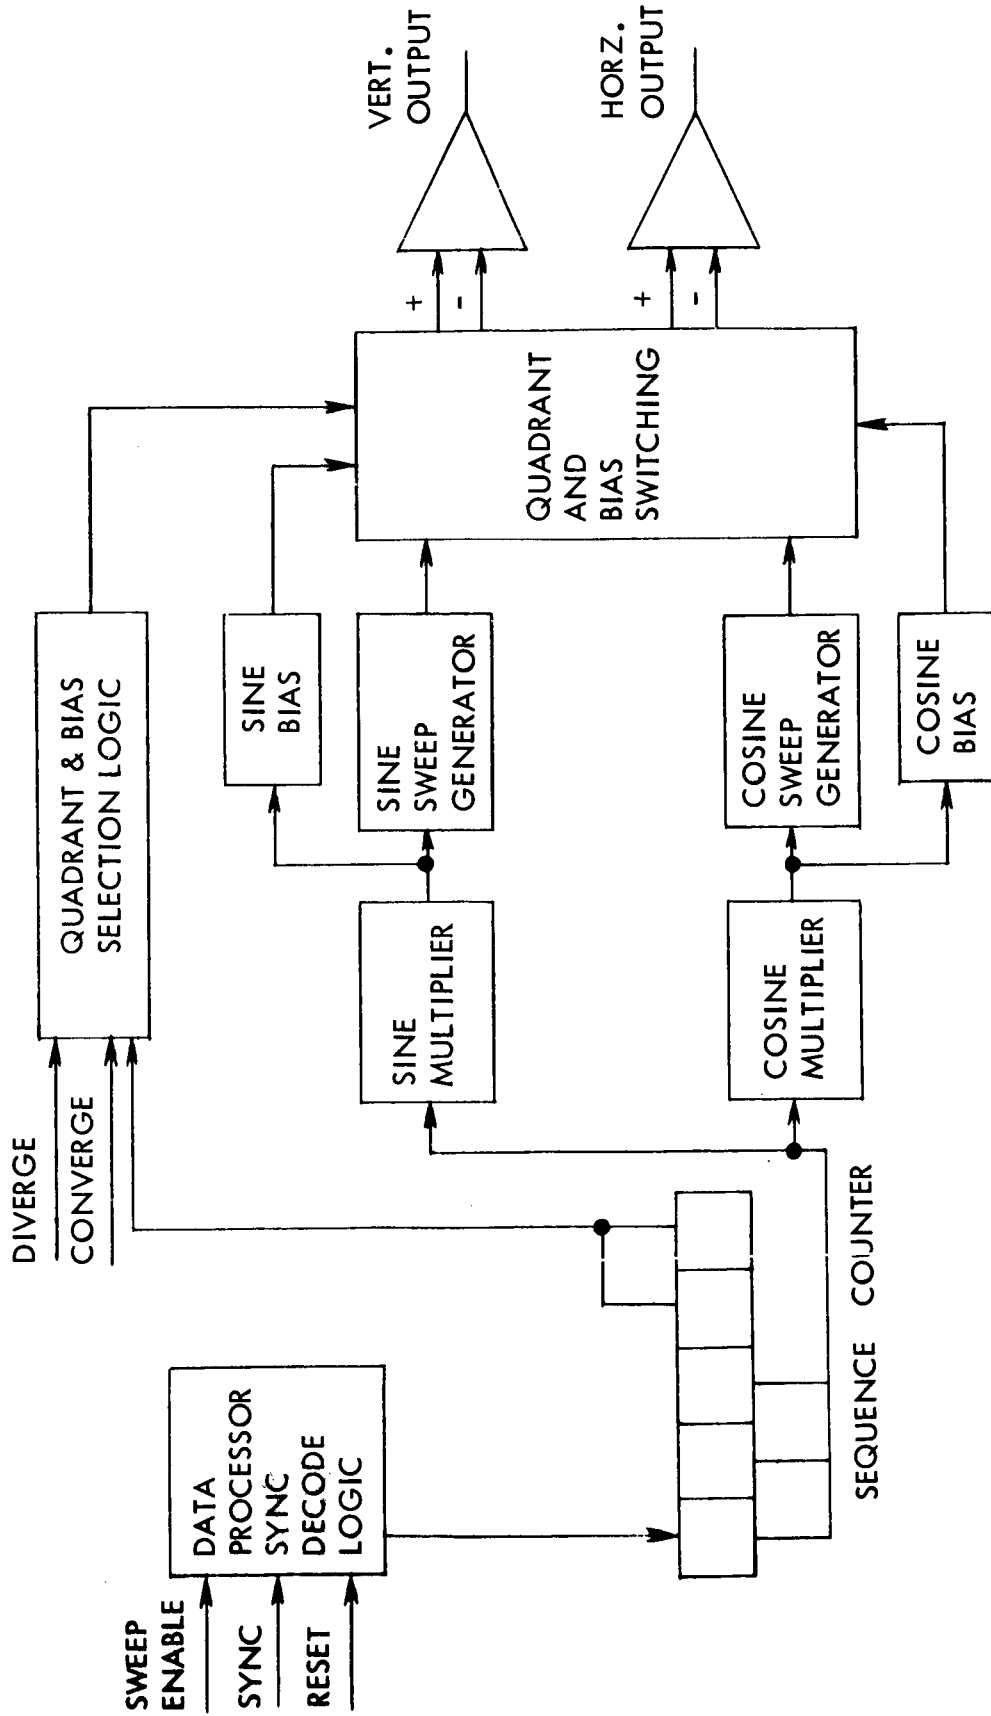 SWEEP
ENABLE
SYNC
RESET
DATA
PROCESSOR
SYNC
DECODE
LOGIC
SEQUENCE COUNTER
DIVERGE
CONVERGE
QUADRANT & BIAS
SELECTION LOGIC
SINE
BIAS
SINE
MULTIPLIER
SINE
SWEEP
GENERATOR
COSINE
MULTIPLIER
COSINE
SWEEP
GENERATOR
COSINE
BIAS
QUADRANT
AND
BIAS
SWITCHING
+
-
+
-
VERT.
OUTPUT
HORZ.
OUTPUT